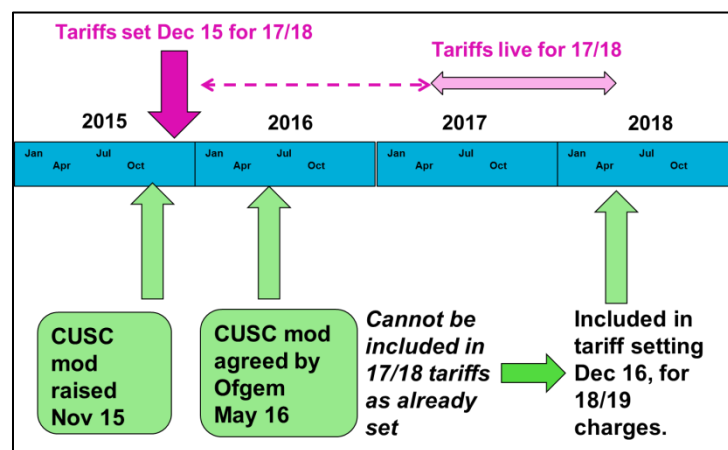 Tariffs set Dec 15 for 17/18
Tariffs live for 17/18
2015
2016
2017
2018
Jan
Apr
Jul
Oct
Jan
Apr
Jul
Oct
Jan
Apr
Jul
Oct
Jan
Apr
Jul
Oct
CUSC
mod
raised
Nov 15
CUSC mod
agreed by
Ofgem
May 16
Cannot be
included in
17/18 tariffs
as already
set
Included in
tariff setting
Dec 16, for
18/19
charges.